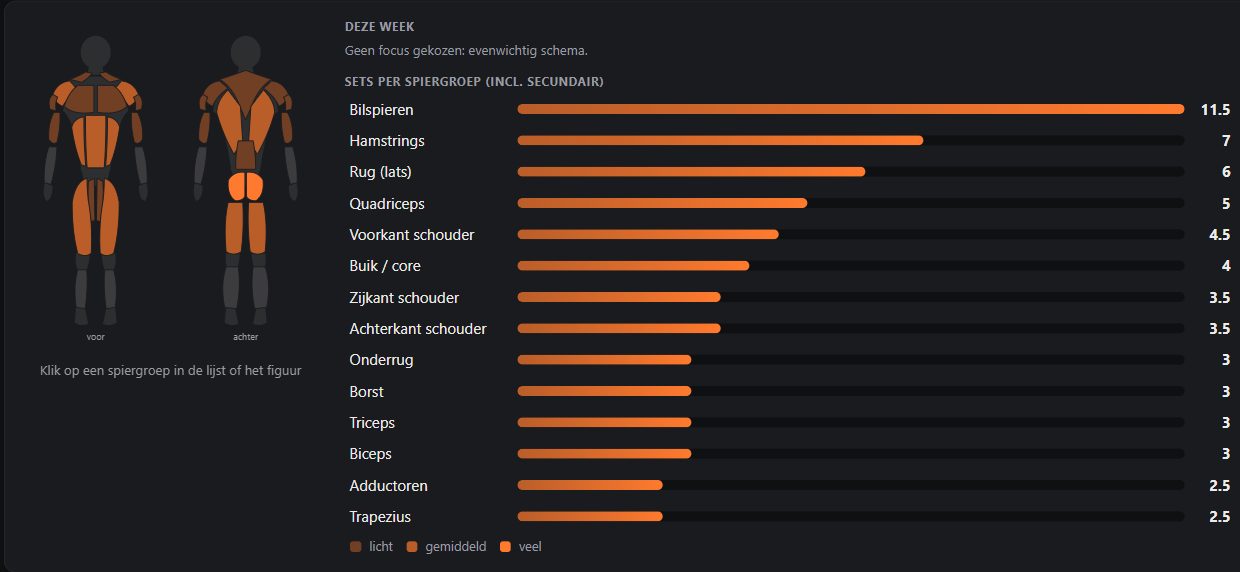 DEZE WEEK
Geen focus gekozen: evenwichtig schema.
SETS PER SPIERGROEP (INCL. SECUNDAIR)
Bilspieren 11.5
Hamstrings 7
Rug (lats) 6
Quadriceps 5
Voorkant schouder 4.5
Buik / core 4
Zijkant schouder 3.5
Achterkant schouder 3.5
Onderrug 3
Borst 3
Triceps 3
Biceps 3
Adductoren 2.5
Trapezius 2.5
licht gemiddeld veel
voor achter
Klik op een spiergroep in de lijst of het figuur